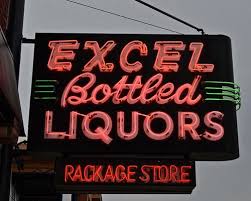 EXCEL
Bottled
LIQUORS
PACKAGE STORE